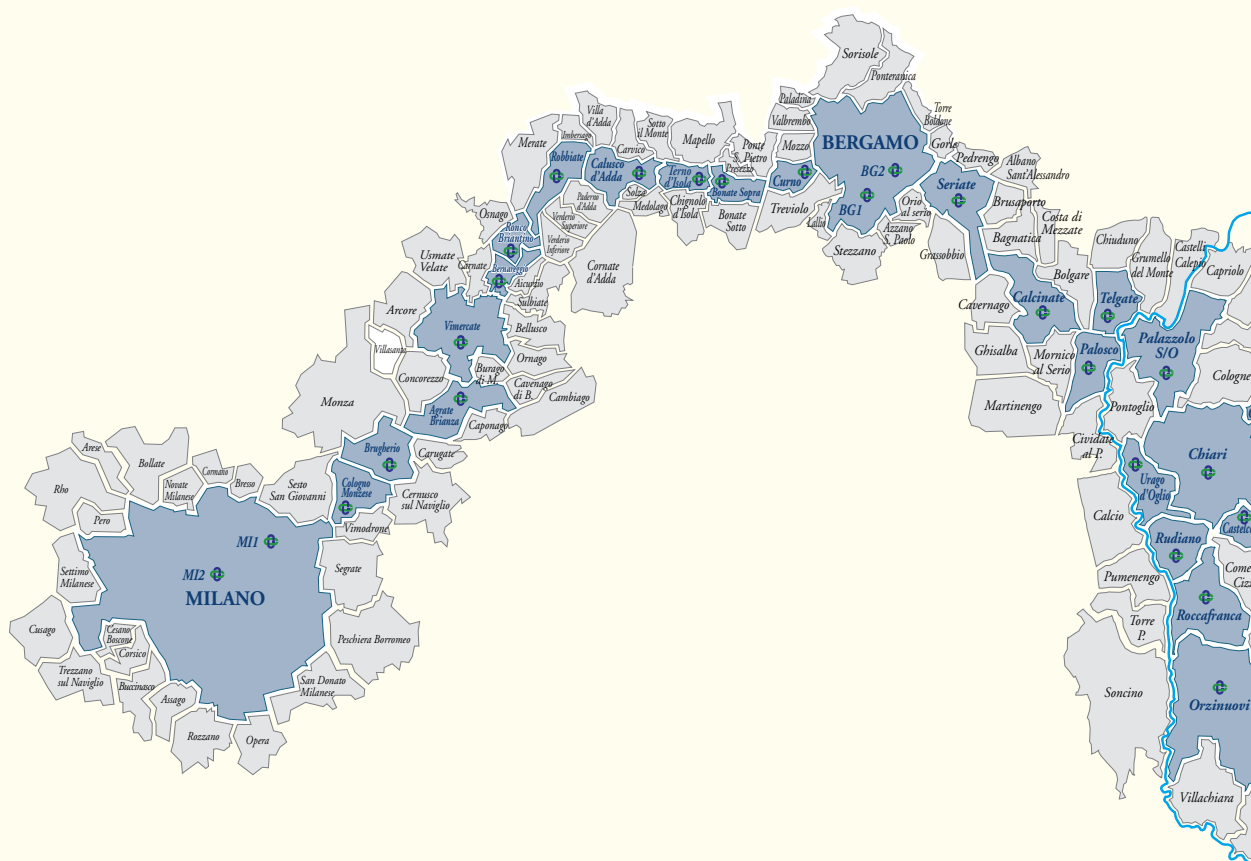 Sorisole
Ponteranica
Paladina
Torre
Boldone
Villa
d'Adda
Valbrembo
Sotto
il Monte
Imbersago
Merate
Mapello
BERGAMO
Gorle
Ponte
S. Pietro
Mozzo
Carvico
Pedrengo
Robbiate
Calusco
d'Adda
Presezzo
Albano
Sant'Alessandro
BG2
Terno
d'Isola
Curno
Seriate
Bonate Sopra
Solza
Paderno
d'Adda
Medolago
Chignolo
d'Isola
Brusaporto
Orio
al serio
BG1
Treviolo
Osnago
Verderio
Superiore
Bonate
Sotto
Lallio
Costa di
Mezzate
Ronco
Briantino
Azzano
S. Paolo
Bagnatica
Chiuduno
Verderio
Inferiore
Castelli
Calepio
Usmate
Velate
Stezzano
Grassobbio
Grumello
del Monte
Carnate
Bernareggio
Cornate
d'Adda
Bolgare
Capriolo
Aicurzio
Calcinate
Telgate
Sulbiate
Cavernago
Arcore
Vimercate
Bellusco
Palazzolo
S/O
Villasanta
Ghisalba
Palosco
Ornago
Mornico
al Serio
Burago
di M.
Concorezzo
Cologne
Cavenago
di B.
Cambiago
Monza
Martinengo
Pontoglio
Agrate
Brianza
Caponago
Cividate
al P.
Arese
Brugherio
Carugate
Chiari
Bollate
Cormano
Bresso
Sesto
San Giovanni
Cologno
Monzese
Urago
d'Oglio
Rho
Novate
Milanese
Cernusco
sul Naviglio
Calcio
Pero
Vimodrone
Castelco
MI1
Rudiano
Settimo
Milanese
Segrate
Come
Cizz
MI2
Pumenengo
MILANO
Roccafranca
Cusago
Cesano
Boscone
Torre
P.
Peschiera Borromeo
Corsico
Trezzano
sul Naviglio
San Donato
Milanese
Buccinasco
Soncino
Assago
Orzinuovi
Rozzano
Opera
Villachiara